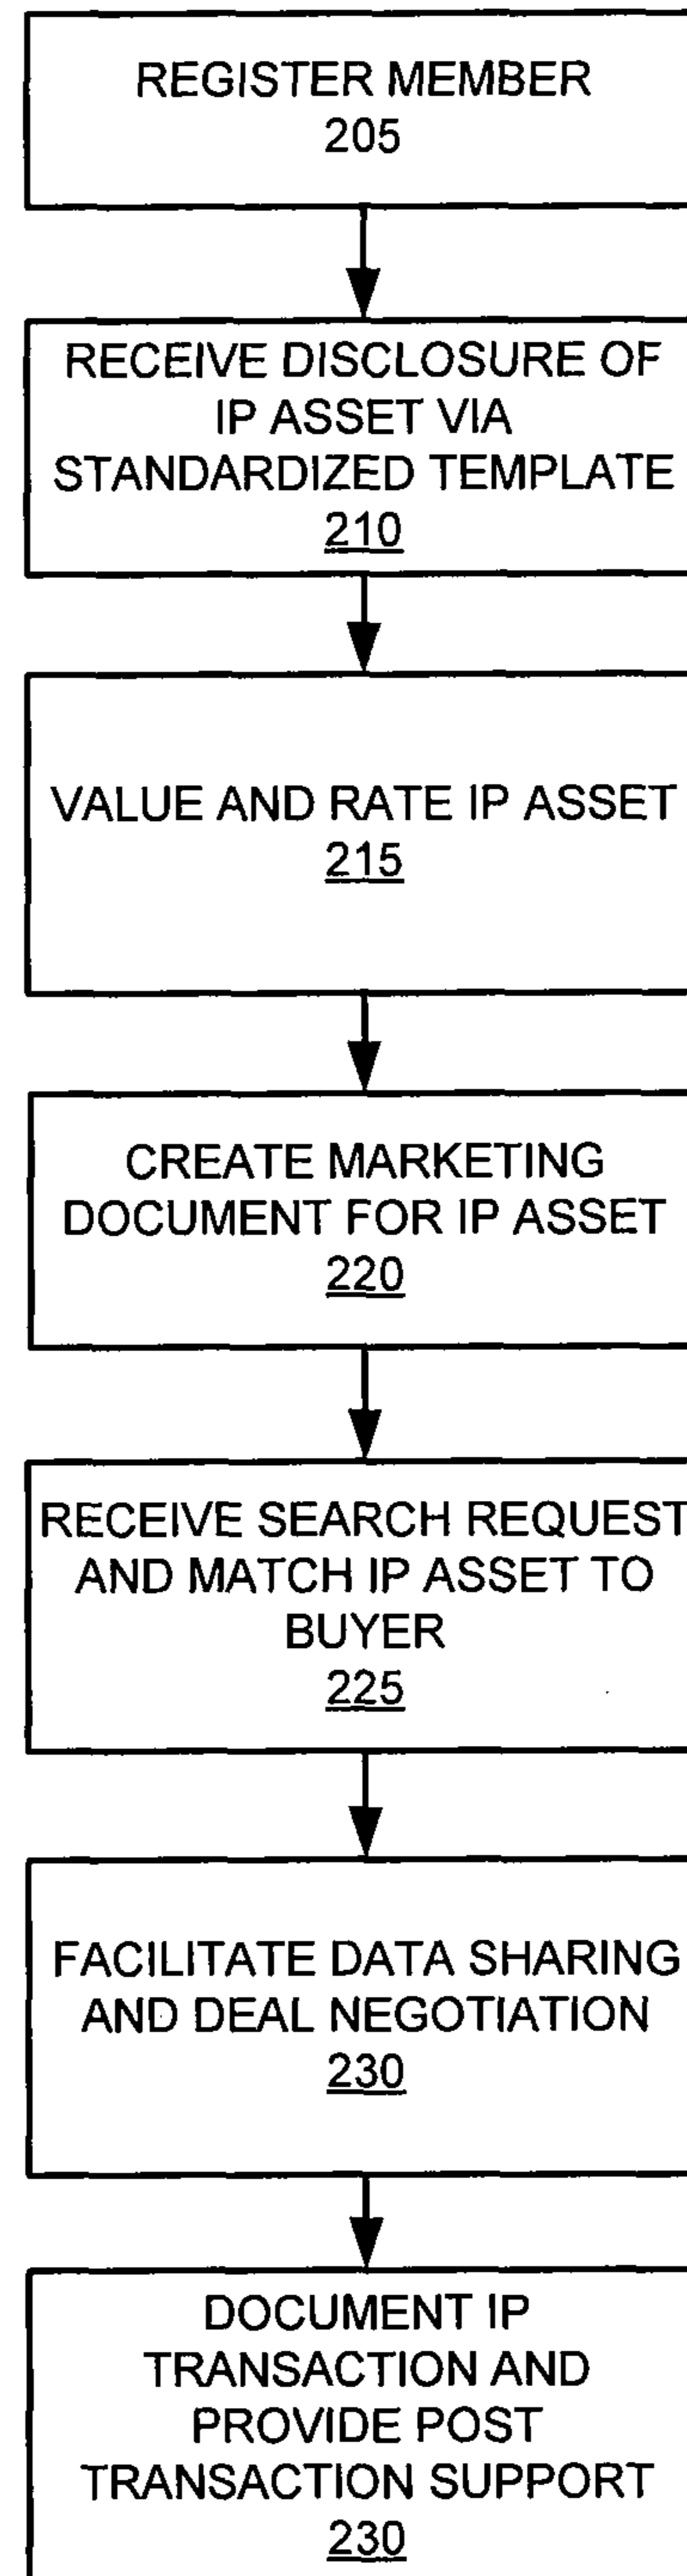 REGISTER MEMBER
205
RECEIVE DISCLOSURE OF
IP ASSET VIA
STANDARDIZED TEMPLATE
210
VALUE AND RATE IP ASSET
215
CREATE MARKETING
DOCUMENT FOR IP ASSET
220
RECEIVE SEARCH REQUEST
AND MATCH IP ASSET TO
BUYER
225
FACILITATE DATA SHARING
AND DEAL NEGOTIATION
230
DOCUMENT IP
TRANSACTION AND
PROVIDE POST
TRANSACTION SUPPORT
230